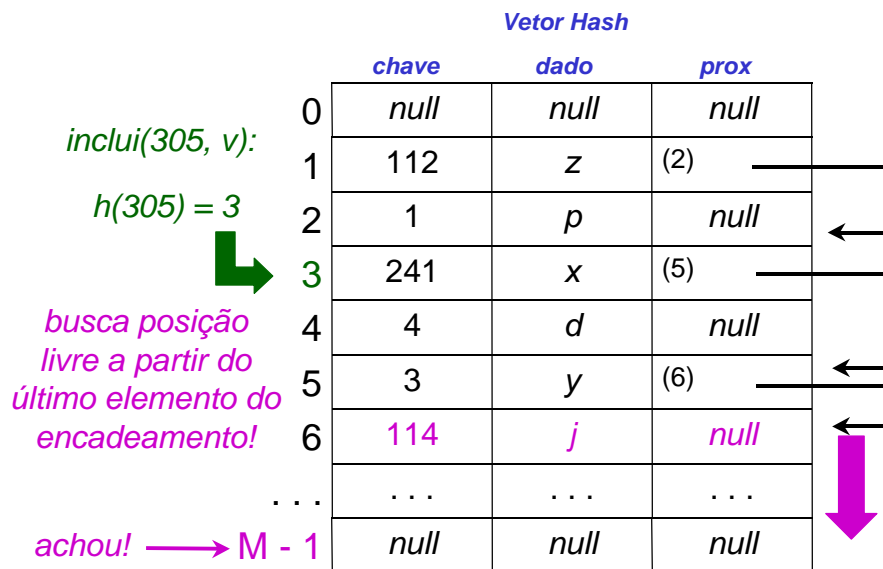 Vetor Hash
chave dado prox
0 null null null
inclui(305, v):
1 112 z (2)
h(305) = 3
2 1 p null
3 241 x (5)
busca posição
4 4 d null
livre a partir do
5 3 y (6)
último elemento do
encadeamento!
6 114 j null
. . . . . . . . . . . .
achou! M - 1 null null null